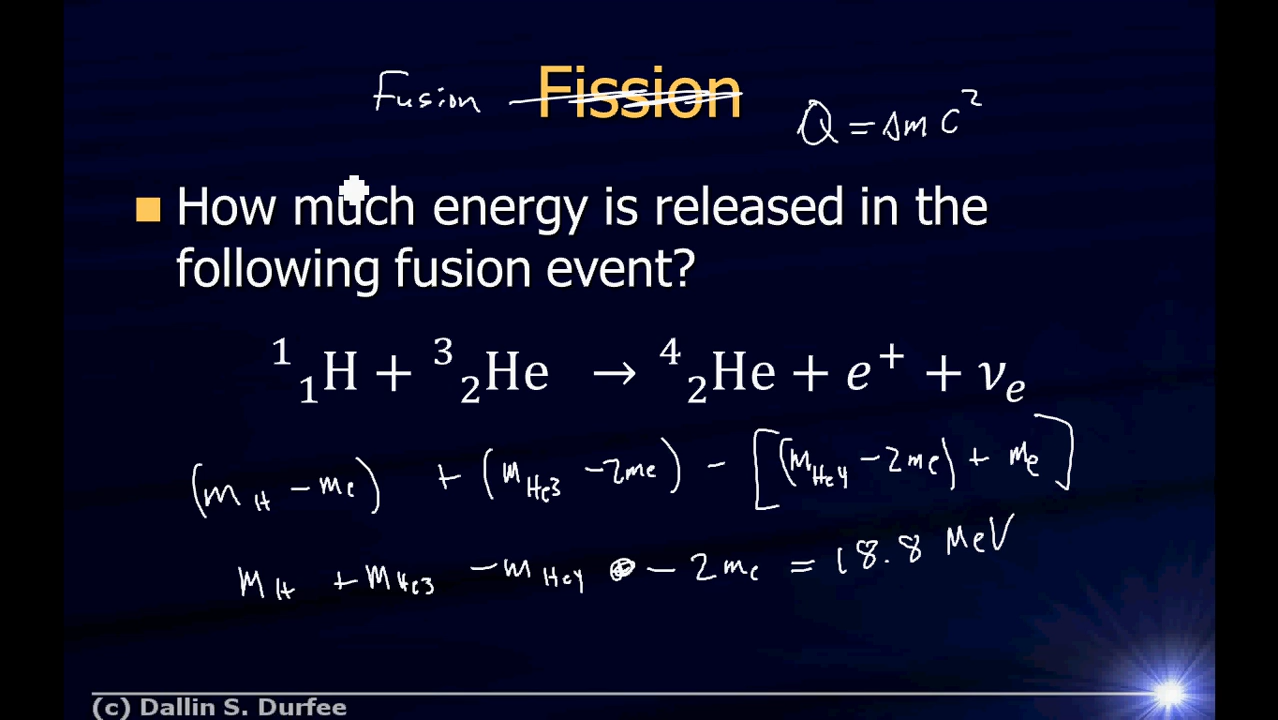 Fusion Fission Q = Δm c²
■ How much energy is released in the
following fusion event?
¹₁H + ³₂He → ⁴₂He + e⁺ + νₑ
(m_H − me) + (m_He3 − 2me) − [(m_He4 − 2me) + me]
m_H + m_He3 − m_He4 − 2me = 18.8 MeV
(c) Dallin S. Durfee